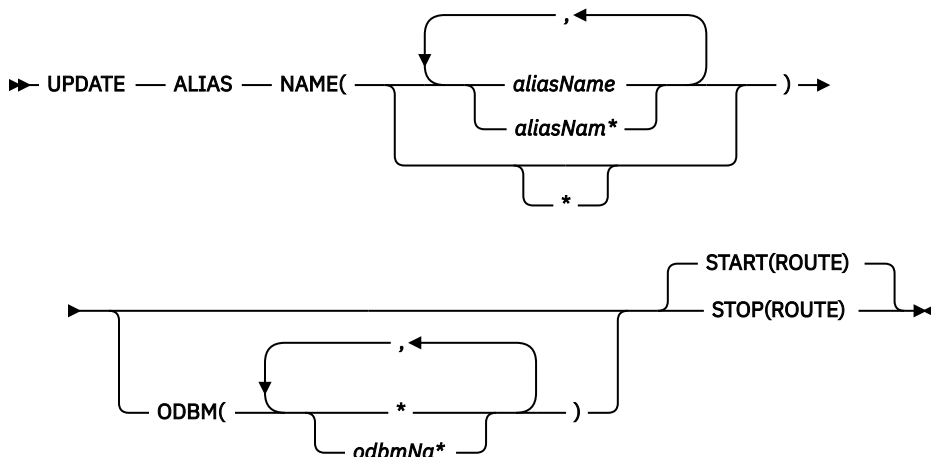 ,
UPDATE ALIAS NAME( aliasName )
aliasNam*
*
START(ROUTE)
STOP(ROUTE)
,
ODBM( * )
odbmNa*